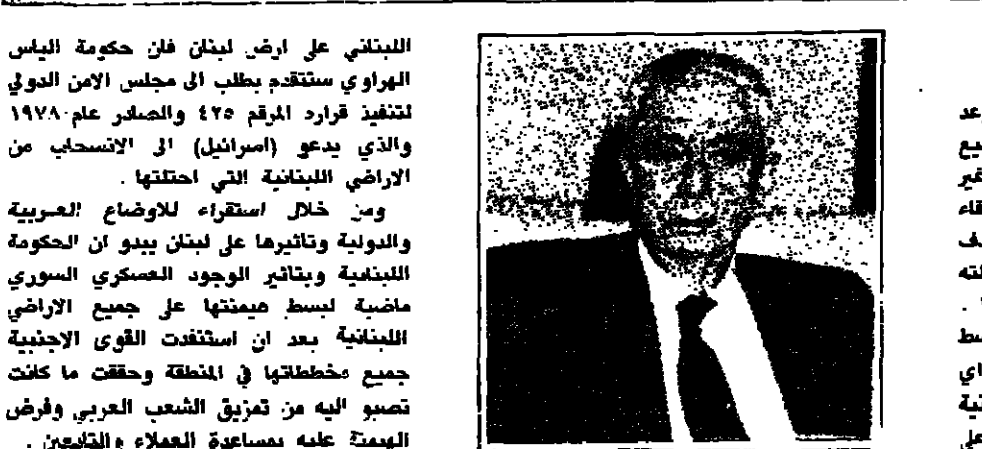 اللبناني على ارض لبنان فان حكومة الياس
الهراوي ستتقدم بطلب الى مجلس الامن الدولي
لتنفيذ قرارد المرقم ٤٢٥ والصادر عام ١٩٧٨
والذي يدعو (اسرائيل) الى الانسحاب من
الاراضي اللبنانية التي احتلتها .
ومن خلال استقراء للاوضاع العربية
والدولية وتاثيرها على لبنان يبدو ان الحكومة
اللبنانية وبتاثير الوجود العسكري السوري
ماضية لبسط هيمنتها على جميع الاراضي
اللبنانية بعد ان استنفدت القوى الاجنبية
جميع مخططاتها في المنطقة وحققت ما كانت
تصبو اليه من تمزيق الشعب العربي وفرض
الهيمنة عليه بمساعدة العملاء والتابعين .